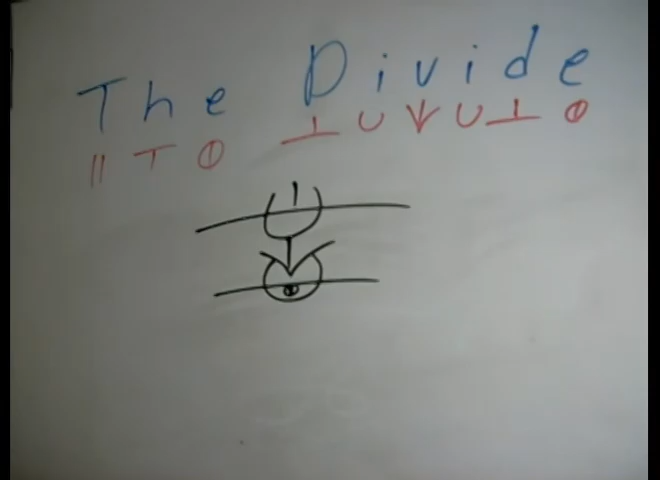 The Divide
|| ⊤ ⦶ ⊥ ∪ ↓ ∪ ⊥ ⦶